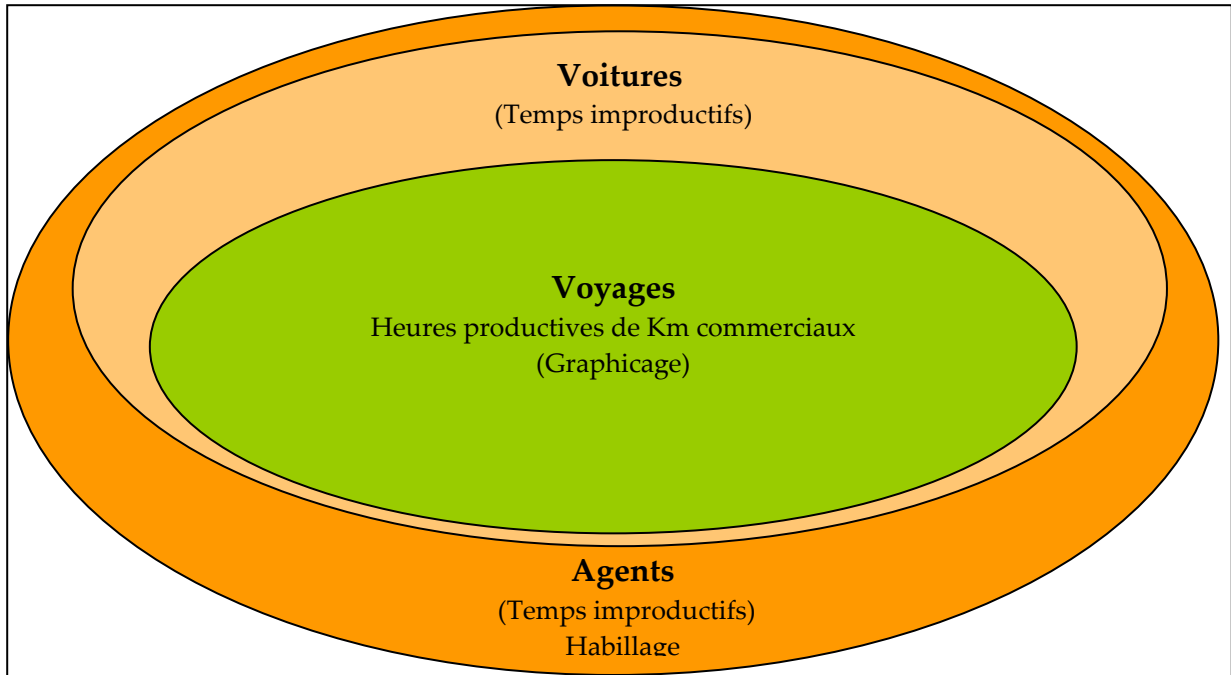 Voitures
(Temps improductifs)
Voyages
Heures productives de Km commerciaux
(Graphicage)
Agents
(Temps improductifs)
Habillage